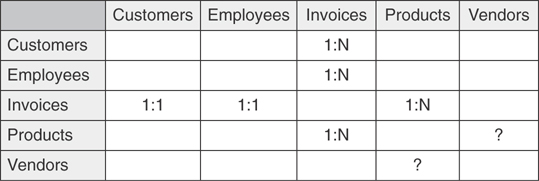 Customers Employees Invoices Products Vendors
Customers 1:N
Employees 1:N
Invoices 1:1 1:1 1:N
Products 1:N ?
Vendors ?